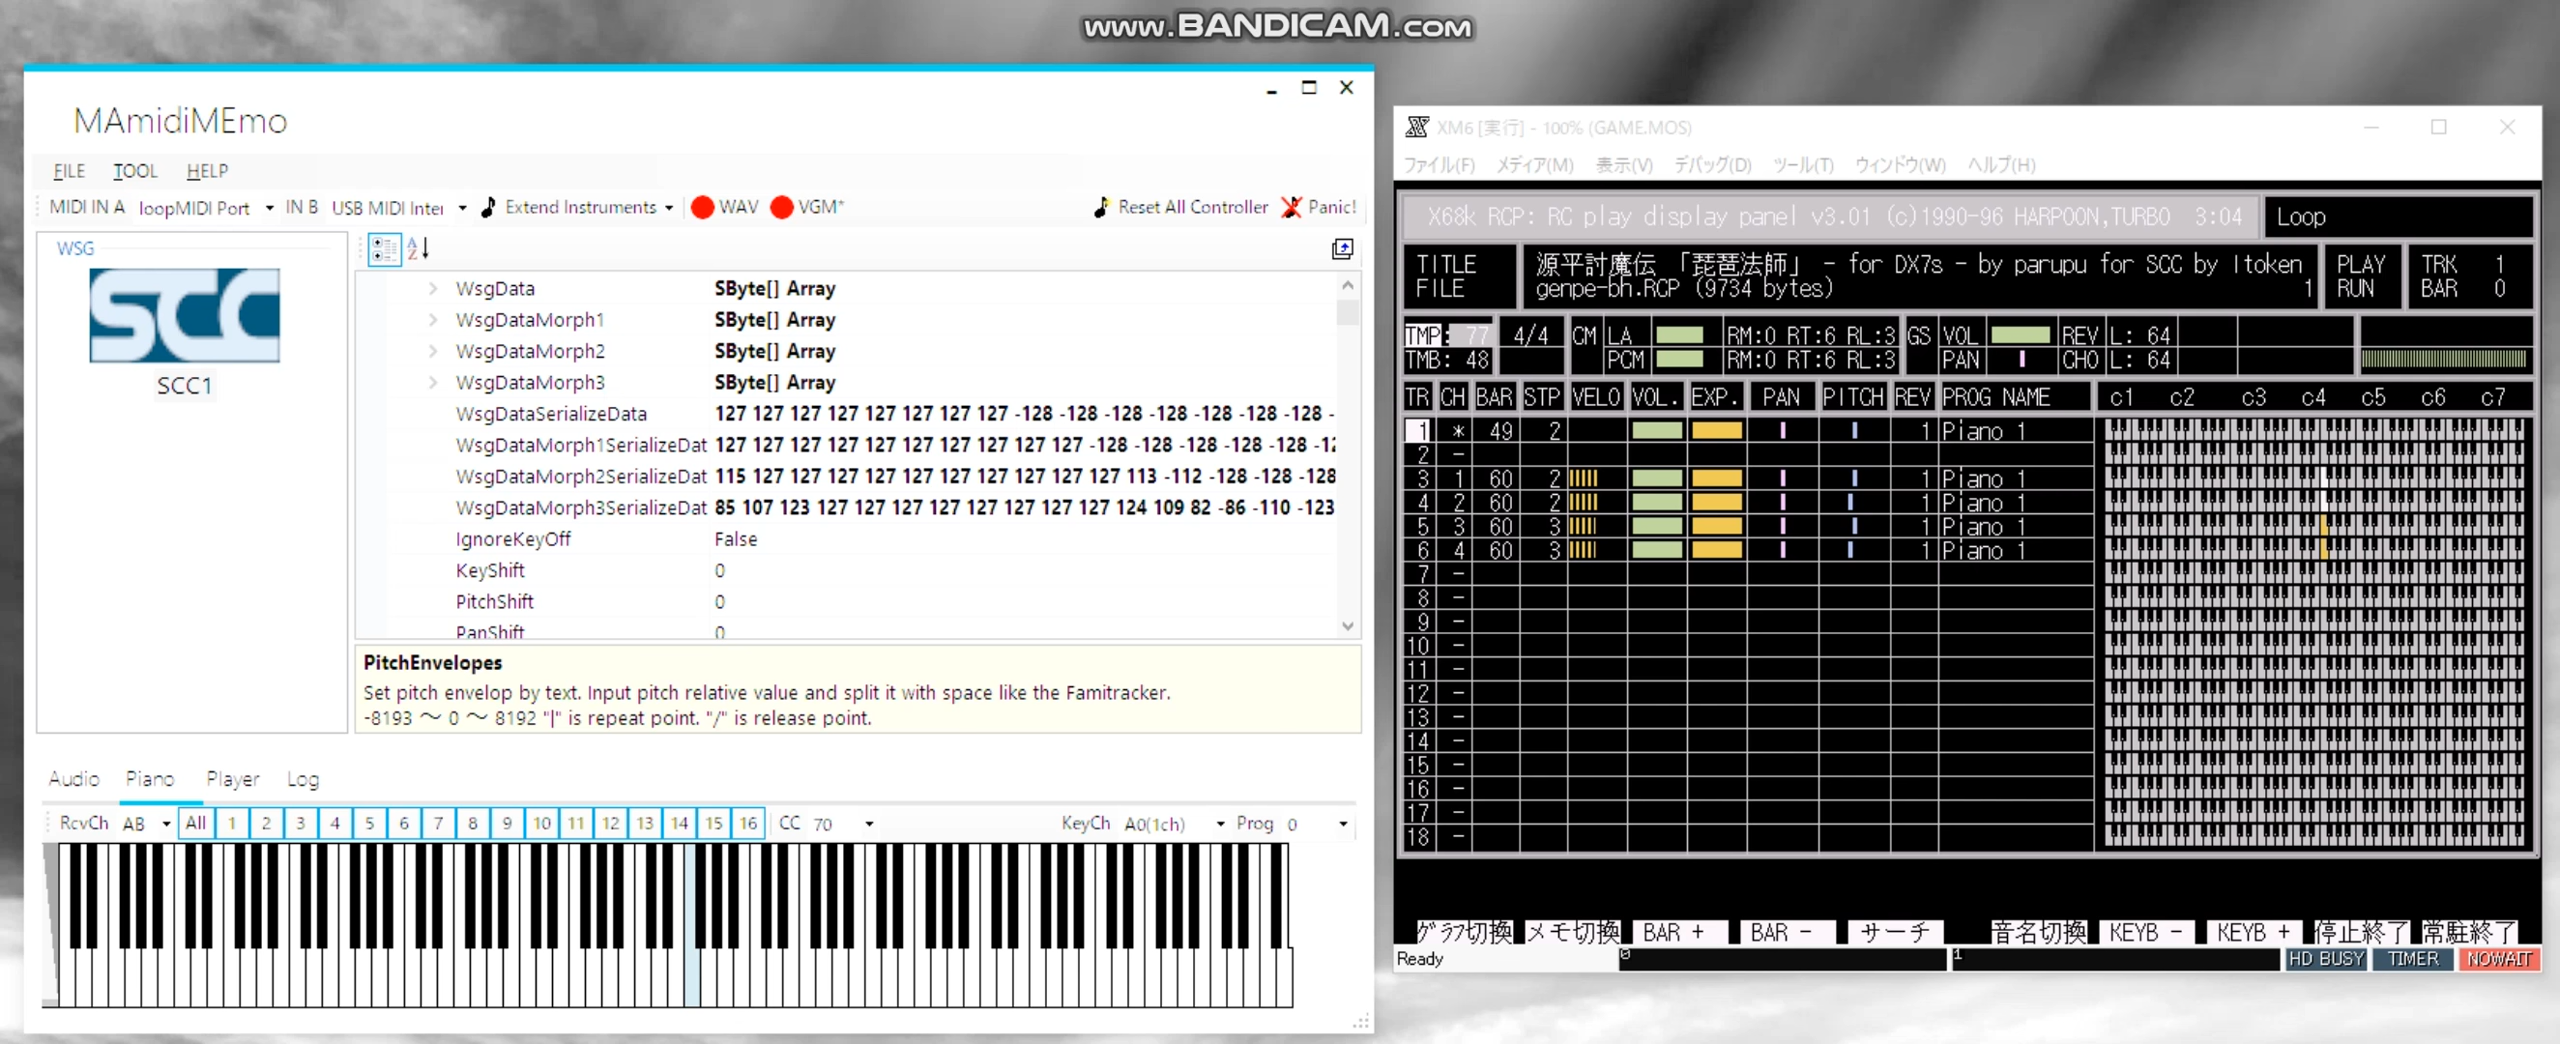 www.BANDICAM.com
MAmidiMEmo
FILE TOOL HELP
MIDI IN A loopMIDI Port IN B USB MIDI Inter Extend Instruments WAV VGM* Reset All Controller Panic!
WSG
SCC
SCC1
WsgData SByte[] Array
WsgDataMorph1 SByte[] Array
WsgDataMorph2 SByte[] Array
WsgDataMorph3 SByte[] Array
WsgDataSerializeData 127 127 127 127 127 127 127 127 -128 -128 -128 -128 -128 -128 -128 -
WsgDataMorph1SerializeDat 127 127 127 127 127 127 127 127 127 127 -128 -128 -128 -128 -128 -12
WsgDataMorph2SerializeDat 115 127 127 127 127 127 127 127 127 127 127 113 -112 -128 -128 -128
WsgDataMorph3SerializeDat 85 107 123 127 127 127 127 127 127 127 127 124 109 82 -86 -110 -123
IgnoreKeyOff False
KeyShift 0
PitchShift 0
PanShift 0
PitchEnvelopes
Set pitch envelop by text. Input pitch relative value and split it with space like the Famitracker.
-8193 ～ 0 ～ 8192 "|" is repeat point. "/" is release point.
Audio Piano Player Log
RcvCh AB All 1 2 3 4 5 6 7 8 9 10 11 12 13 14 15 16 CC 70 KeyCh A0(1ch) Prog 0
XM6 [実行] - 100% (GAME.MOS)
ファイル(F) メディア(M) 表示(V) デバッグ(D) ツール(T) ウィンドウ(W) ヘルプ(H)
X68k RCP: RC play display panel v3.01 (c)1990-96 HARPOON,TURBO 3:04 Loop
TITLE 源平討魔伝 「琵琶法師」 - for DX7s - by parupu for SCC by Itoken PLAY TRK 1
FILE genpe-bh.RCP (9734 bytes) 1 RUN BAR 0
TMP: 77 4/4 CM LA RM:0 RT:6 RL:3 GS VOL REV L: 64
TMB: 48 PCM RM:0 RT:6 RL:3 PAN CHO L: 64
TR CH BAR STP VELO VOL. EXP. PAN PITCH REV PROG NAME c1 c2 c3 c4 c5 c6 c7
1 * 49 2 1 Piano 1
2 -
3 1 60 2 1 Piano 1
4 2 60 2 1 Piano 1
5 3 60 3 1 Piano 1
6 4 60 3 1 Piano 1
7 -
8 -
9 -
10 -
11 -
12 -
13 -
14 -
15 -
16 -
17 -
18 -
ｸﾞﾗﾌ切換 メモ切換 BAR + BAR - サーチ 音名切換 KEYB - KEYB + 停止終了 常駐終了
Ready 0 1 HD BUSY TIMER NOWAIT